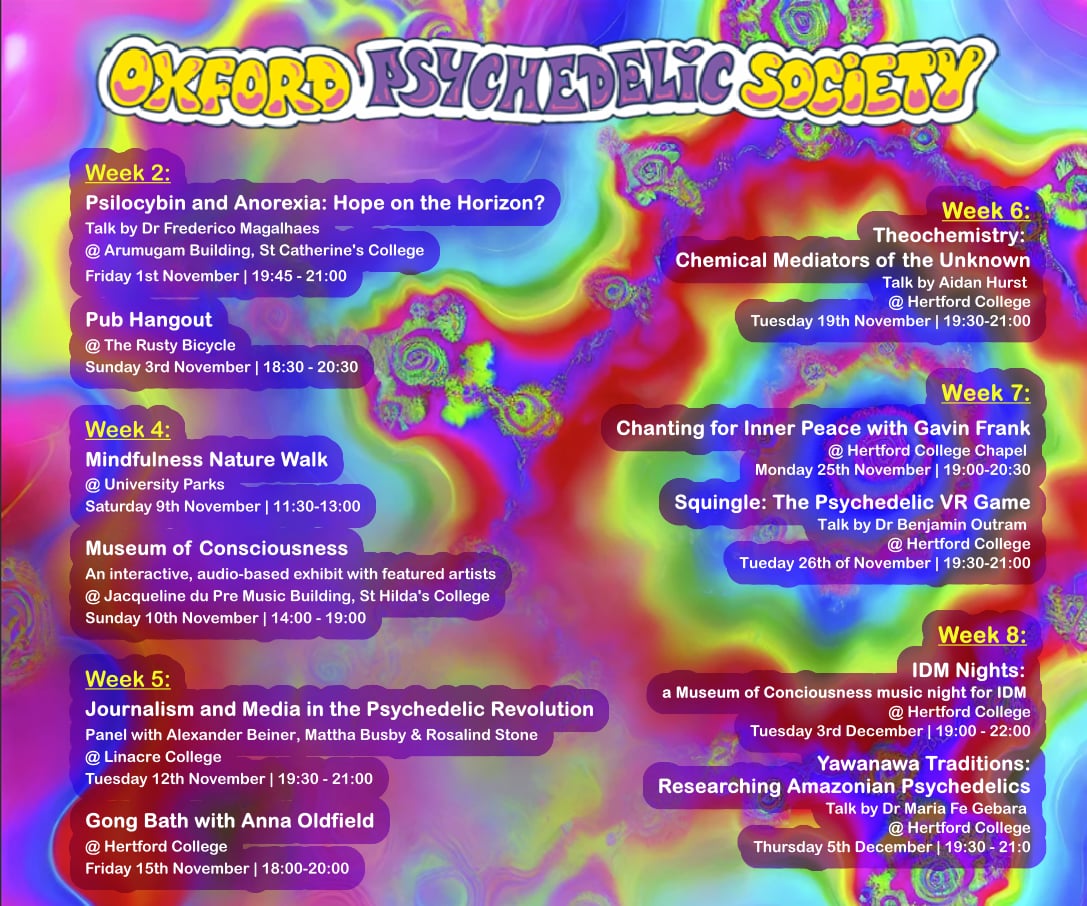 OXFORD PSYCHEDELIC SOCIETY
Week 2:
Psilocybin and Anorexia: Hope on the Horizon?
Talk by Dr Frederico Magalhaes
@ Arumugam Building, St Catherine's College
Friday 1st November | 19:45 - 21:00
Pub Hangout
@ The Rusty Bicycle
Sunday 3rd November | 18:30 - 20:30
Week 4:
Mindfulness Nature Walk
@ University Parks
Saturday 9th November | 11:30-13:00
Museum of Consciousness
An interactive, audio-based exhibit with featured artists
@ Jacqueline du Pre Music Building, St Hilda's College
Sunday 10th November | 14:00 - 19:00
Week 5:
Journalism and Media in the Psychedelic Revolution
Panel with Alexander Beiner, Mattha Busby & Rosalind Stone
@ Linacre College
Tuesday 12th November | 19:30 - 21:00
Gong Bath with Anna Oldfield
@ Hertford College
Friday 15th November | 18:00-20:00
Week 6:
Theochemistry:
Chemical Mediators of the Unknown
Talk by Aidan Hurst
@ Hertford College
Tuesday 19th November | 19:30-21:00
Week 7:
Chanting for Inner Peace with Gavin Frank
@ Hertford College Chapel
Monday 25th November | 19:00-20:30
Squingle: The Psychedelic VR Game
Talk by Dr Benjamin Outram
@ Hertford College
Tueday 26th of November | 19:30-21:00
Week 8:
IDM Nights:
a Museum of Conciousness music night for IDM
@ Hertford College
Tuesday 3rd December | 19:00 - 22:00
Yawanawa Traditions:
Researching Amazonian Psychedelics
Talk by Dr Maria Fe Gebara
@ Hertford College
Thursday 5th December | 19:30 - 21:0